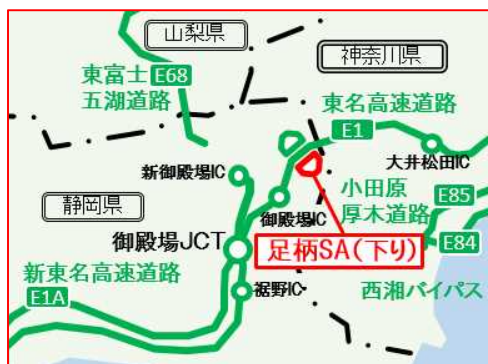 山梨県
神奈川県
東富士 E68
五湖道路
東名高速道路
E1
新御殿場IC
大井松田IC
小田原
厚木道路
E85
静岡県
御殿場IC
御殿場JCT
足柄SA(下り)
E84
新東名高速道路
E1A
裾野IC
西湘バイパス